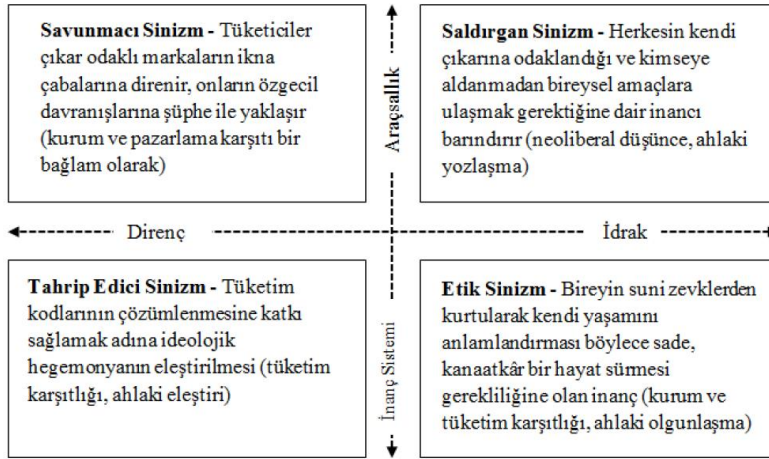 Savunmacı Sinizm - Tüketiciler
çıkar odaklı markaların ikna
çabalarına direnir, onların özgecil
davranışlarına şüphe ile yaklaşır
(kurum ve pazarlama karşıtı bir
bağlam olarak)
Araçsallık
Saldırgan Sinizm - Herkesin kendi
çıkarına odaklandığı ve kimseye
aldanmadan bireysel amaçlara
ulaşmak gerektiğine dair inancı
barındırır (neoliberal düşünce, ahlaki
yozlaşma)
Direnç
İdrak
Tahrip Edici Sinizm - Tüketim
kodlarının çözümlenmesine katkı
sağlamak adına ideolojik
hegemonyanın eleştirilmesi (tüketim
karşıtlığı, ahlaki eleştiri)
İnanç Sistemi
Etik Sinizm - Bireyin suni zevklerden
kurtularak kendi yaşamını
anlamlandırması böylece sade,
kanaatkâr bir hayat sürmesi
gerekliliğine olan inanç (kurum ve
tüketim karşıtlığı, ahlaki olgunlaşma)